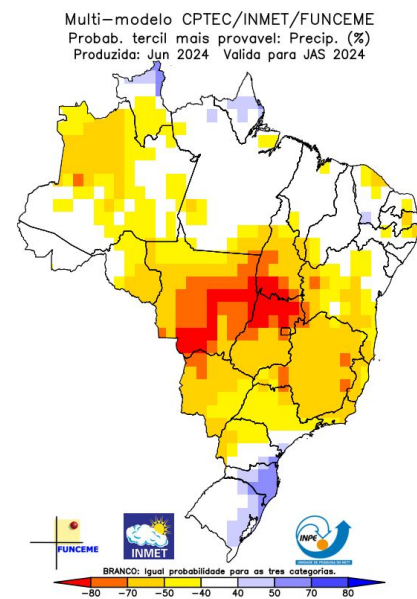 Multi-modelo CPTEC/INMET/FUNCEME
Probab. tercil mais provavel: Precip. (%)
Produzida: Jun 2024 Valida para JAS 2024
FUNCEME
INMET
INPE
BRANCO: Igual probabilidade para as tres categorias.
-80 -70 -50 -40 40 50 70 80